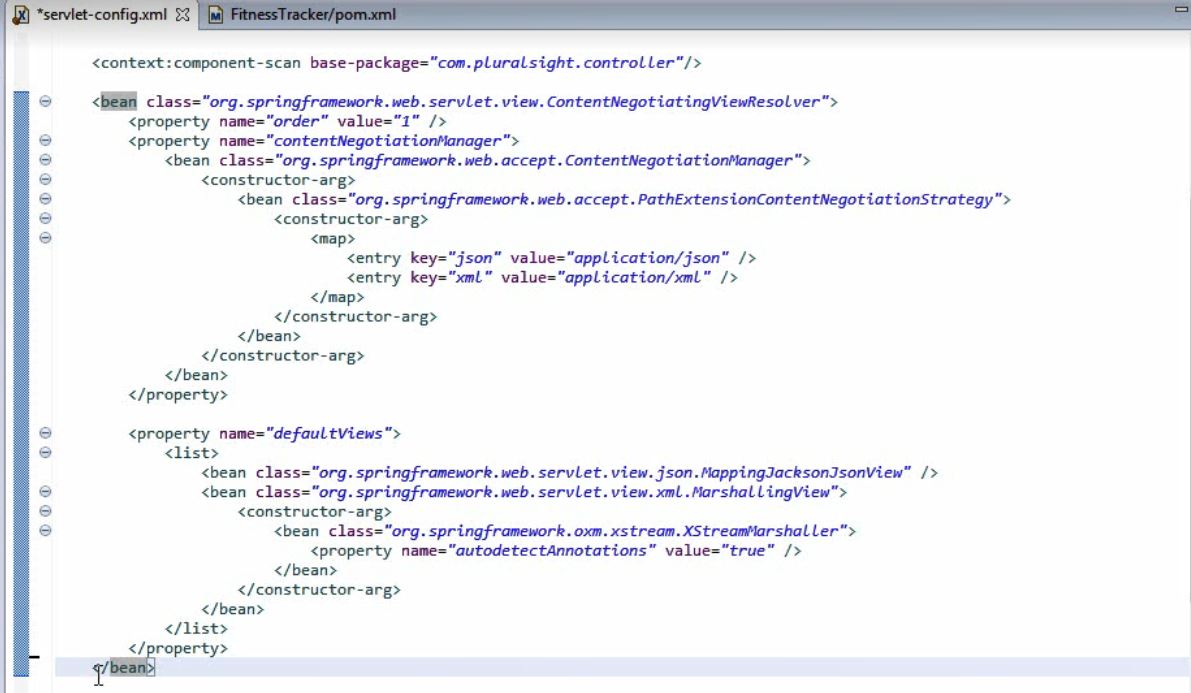 *servlet-config.xml
FitnessTracker/pom.xml
<context:component-scan base-package="com.pluralsight.controller"/>
<bean class="org.springframework.web.servlet.view.ContentNegotiatingViewResolver">
<property name="order" value="1" />
<property name="contentNegotiationManager">
<bean class="org.springframework.web.accept.ContentNegotiationManager">
<constructor-arg>
<bean class="org.springframework.web.accept.PathExtensionContentNegotiationStrategy">
<constructor-arg>
<map>
<entry key="json" value="application/json" />
<entry key="xml" value="application/xml" />
</map>
</constructor-arg>
</bean>
</constructor-arg>
</bean>
</property>
<property name="defaultViews">
<list>
<bean class="org.springframework.web.servlet.view.json.MappingJacksonJsonView" />
<bean class="org.springframework.web.servlet.view.xml.MarshallingView">
<constructor-arg>
<bean class="org.springframework.oxm.xstream.XStreamMarshaller">
<property name="autodetectAnnotations" value="true" />
</bean>
</constructor-arg>
</bean>
</list>
</property>
</bean>